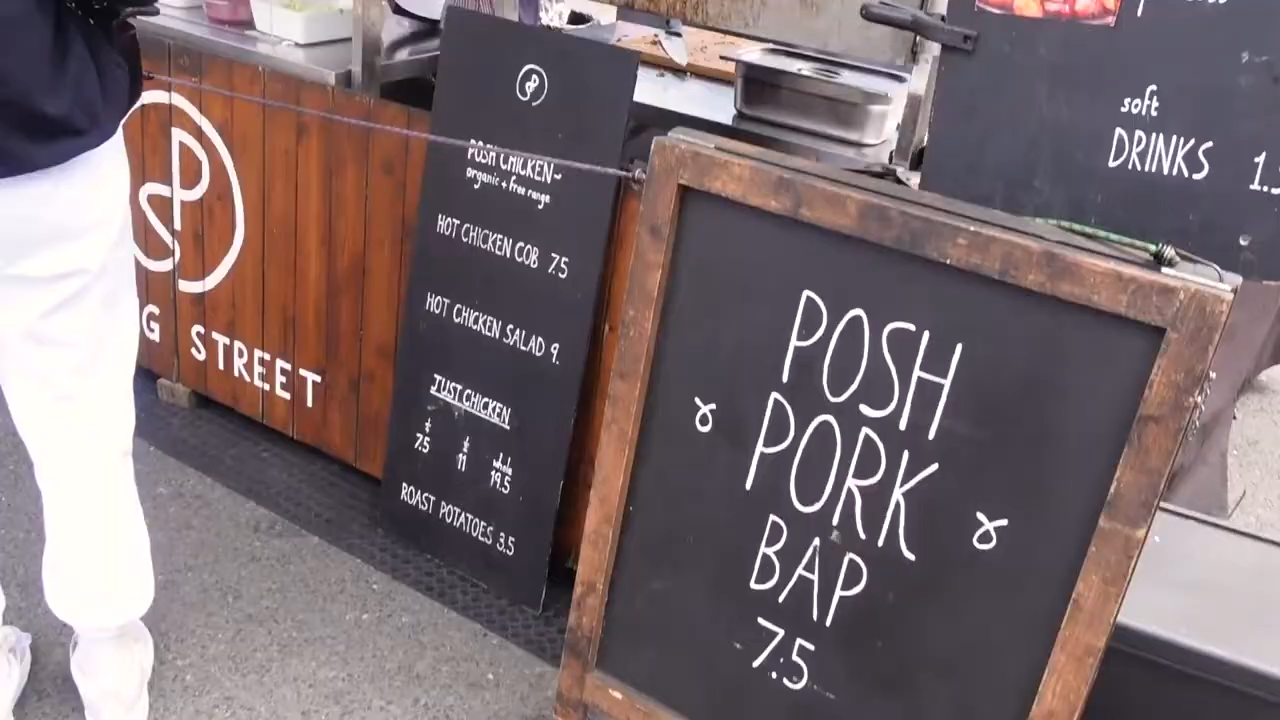 G STREET
POSH CHICKEN~
organic + free range
HOT CHICKEN COB 7.5
HOT CHICKEN SALAD 9.
JUST CHICKEN
whole
7.5 11 19.5
ROAST POTATOES 3.5
POSH
PORK
BAP
7.5
soft
DRINKS